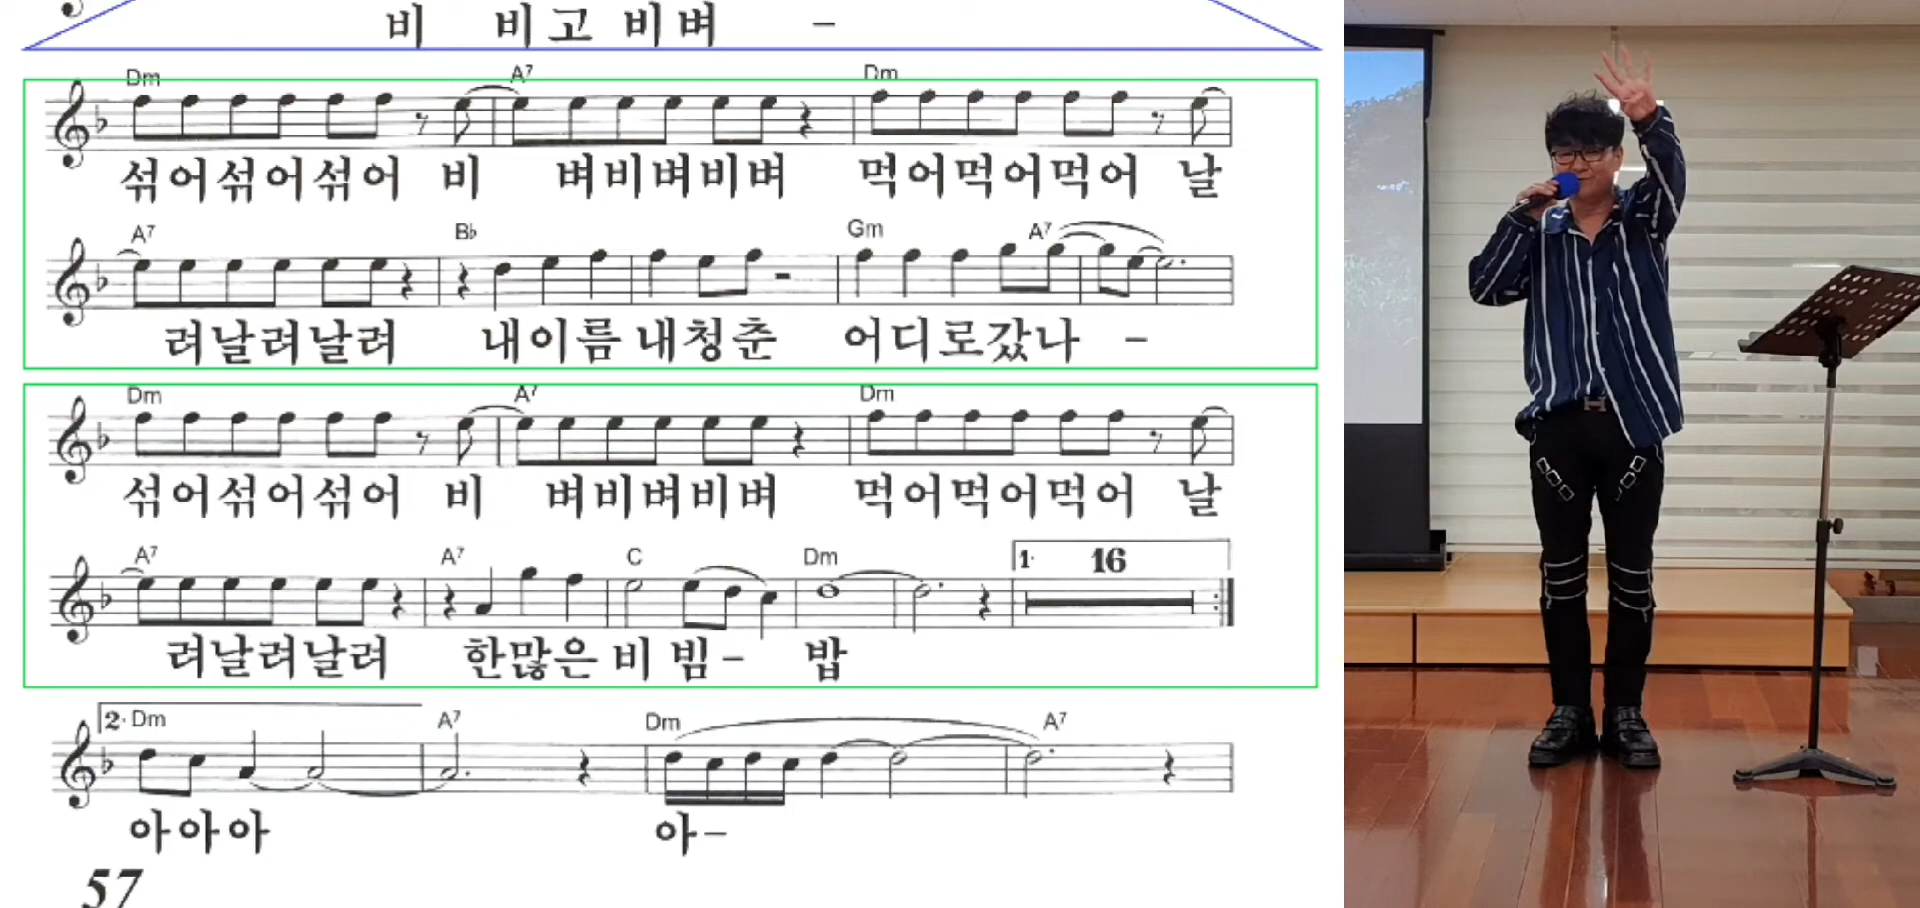 비 비고 비벼 –
Dm A7 Dm
섞어섞어섞어 비 벼비벼비벼 먹어먹어먹어 날
A7 B♭ Gm A7
려날려날려 내이름 내청춘 어디로갔나 –
Dm A7 Dm
섞어섞어섞어 비 벼비벼비벼 먹어먹어먹어 날
A7 A7 C Dm 1. 16
려날려날려 한많은 비 빔– 밥
2. Dm A7 Dm A7
아아아 아–
57